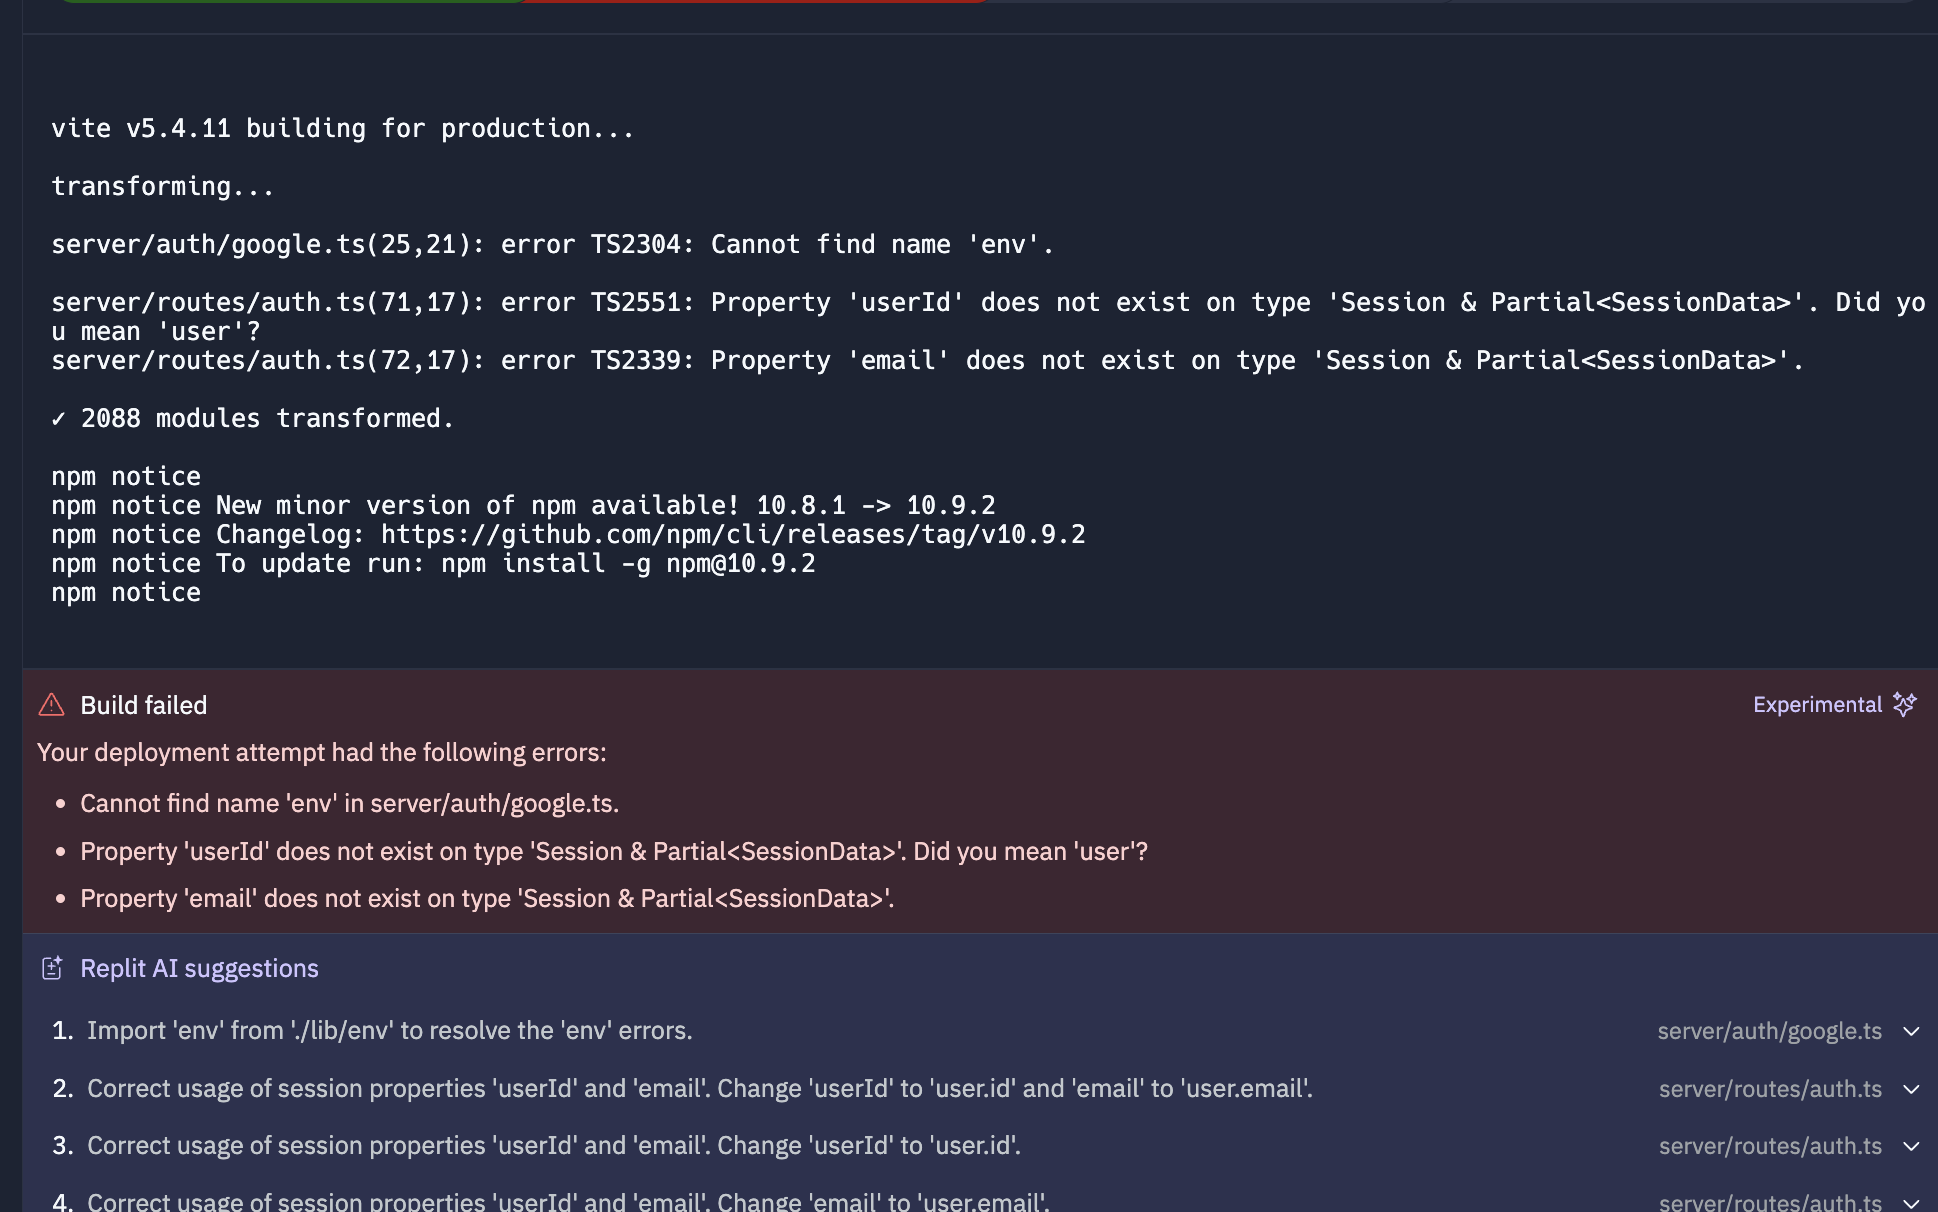 vite v5.4.11 building for production...
transforming...
server/auth/google.ts(25,21): error TS2304: Cannot find name 'env'.
server/routes/auth.ts(71,17): error TS2551: Property 'userId' does not exist on type 'Session & Partial<SessionData>'. Did yo
u mean 'user'?
server/routes/auth.ts(72,17): error TS2339: Property 'email' does not exist on type 'Session & Partial<SessionData>'.
✓ 2088 modules transformed.
npm notice
npm notice New minor version of npm available! 10.8.1 -> 10.9.2
npm notice Changelog: https://github.com/npm/cli/releases/tag/v10.9.2
npm notice To update run: npm install -g npm@10.9.2
npm notice
Build failed Experimental
Your deployment attempt had the following errors:
• Cannot find name 'env' in server/auth/google.ts.
• Property 'userId' does not exist on type 'Session & Partial<SessionData>'. Did you mean 'user'?
• Property 'email' does not exist on type 'Session & Partial<SessionData>'.
Replit AI suggestions
1. Import 'env' from './lib/env' to resolve the 'env' errors. server/auth/google.ts
2. Correct usage of session properties 'userId' and 'email'. Change 'userId' to 'user.id' and 'email' to 'user.email'. server/routes/auth.ts
3. Correct usage of session properties 'userId' and 'email'. Change 'userId' to 'user.id'. server/routes/auth.ts
4. Correct usage of session properties 'userId' and 'email'. Change 'email' to 'user.email'. server/routes/auth.ts